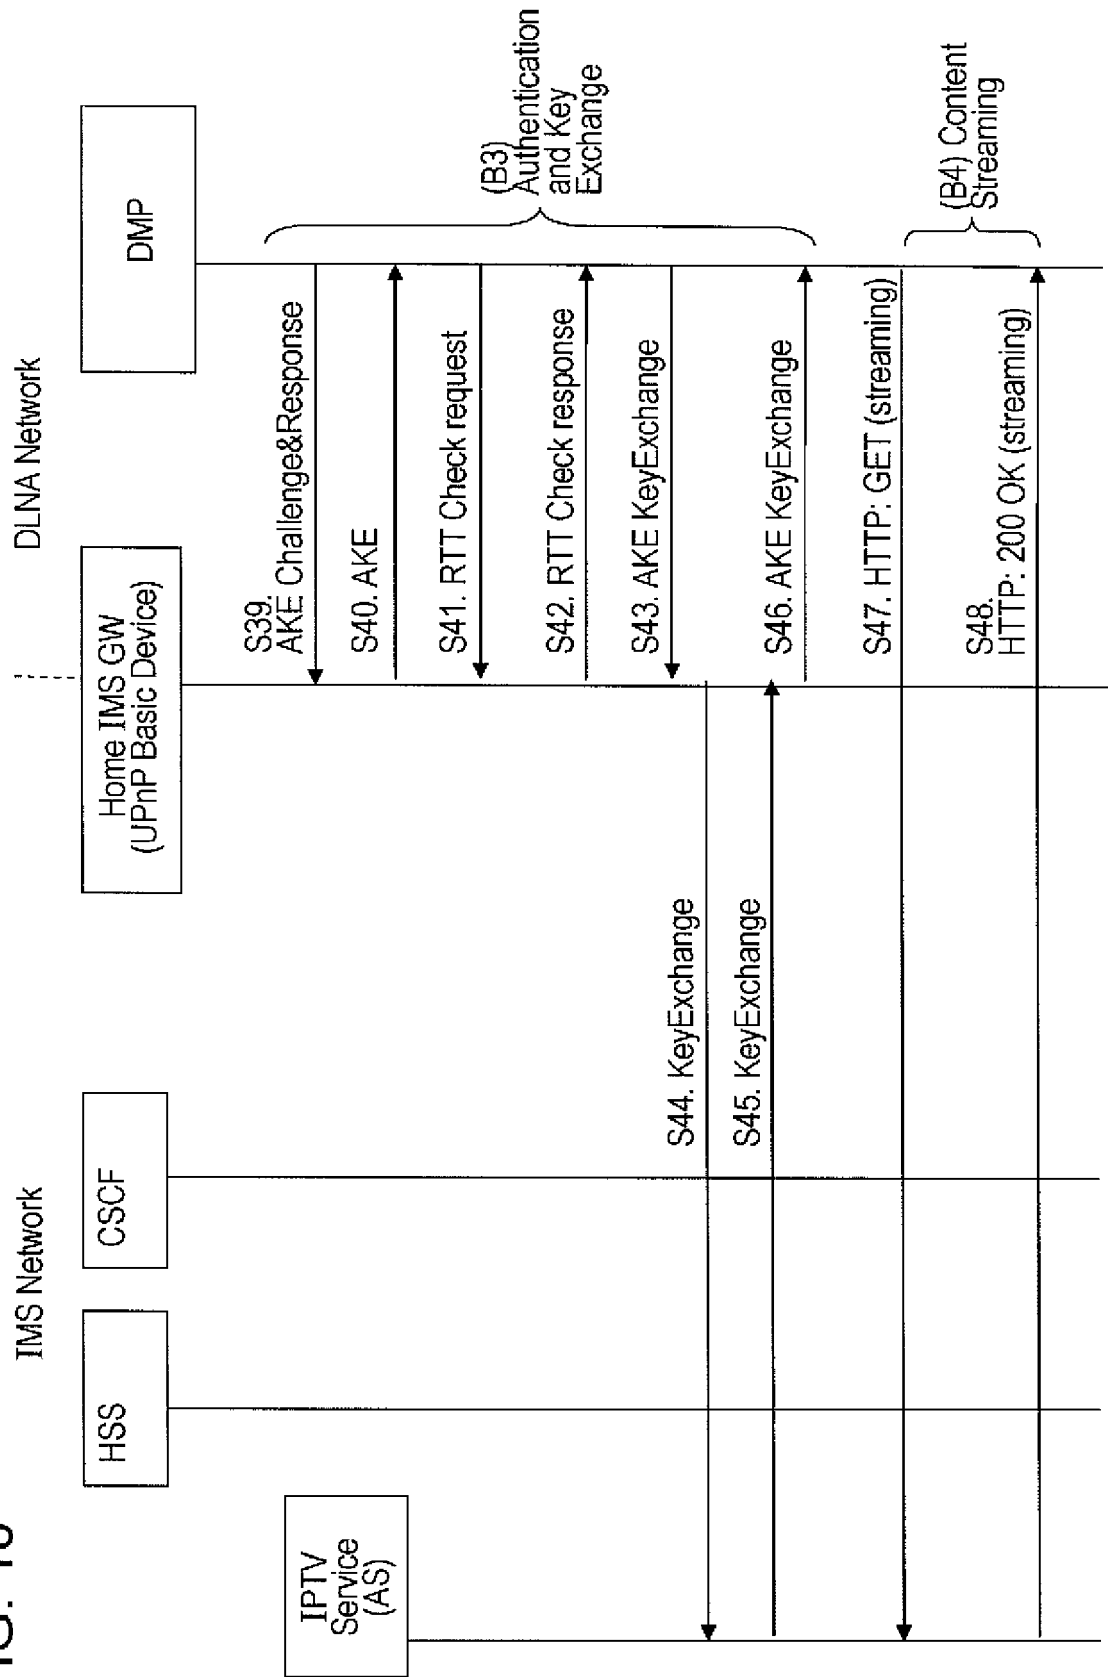 DLNA Network
IMS Network
IPTV
Service
(AS)
HSS
CSCF
Home IMS GW
(UPnP Basic Device)
DMP
S39.
AKE Challenge&Response
S40. AKE
S41. RTT Check request
S42. RTT Check response
S43. AKE KeyExchange
S44. KeyExchange
S45. KeyExchange
S46. AKE KeyExchange
(B3)
Authentication
and Key
Exchange
S47. HTTP: GET (streaming)
S48.
HTTP: 200 OK (streaming)
(B4) Content
Streaming